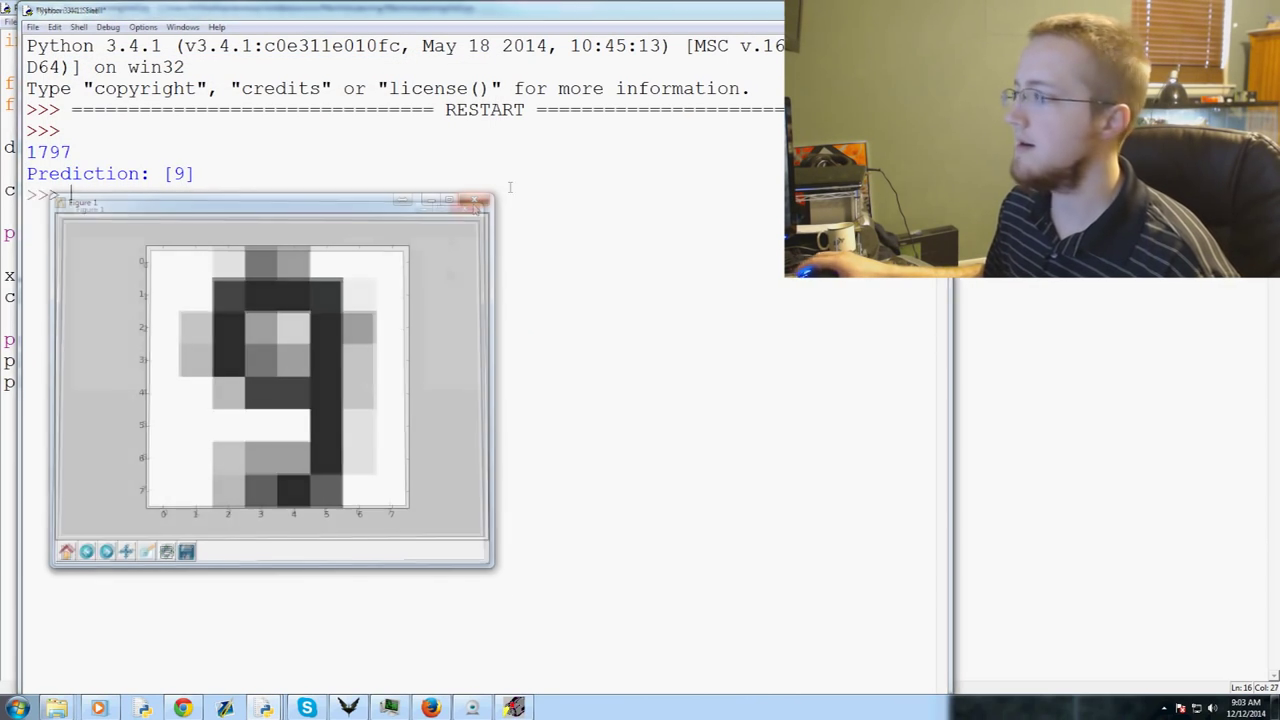 File Edit Shell Debug Options Windows Help
Python 3.4.1 (v3.4.1:c0e311e010fc, May 18 2014, 10:45:13) [MSC v.16
D64)] on win32
Type "copyright", "credits" or "license()" for more information.
>>> ================================ RESTART ======================
>>>
1797
Prediction: [9]
>>>
Figure 1
0
1
2
3
4
5
6
7
0 1 2 3 4 5 6 7
Ln: 16 Col: 27
9:03 AM
12/12/2014